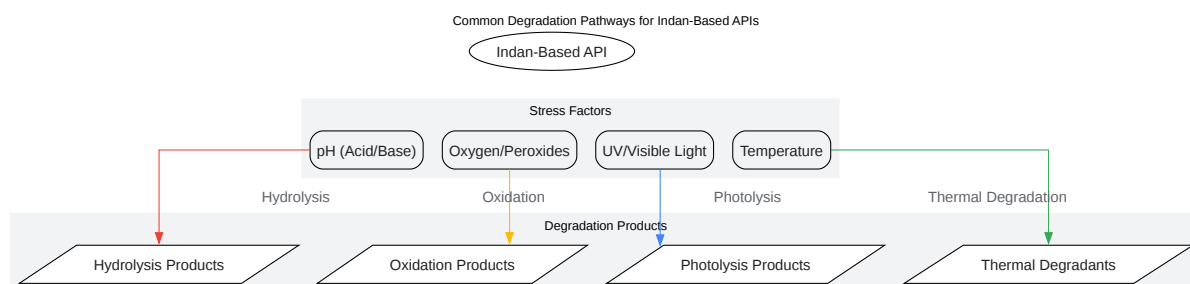 Common Degradation Pathways for Indan-Based APIs
Indan-Based API
Stress Factors
pH (Acid/Base)
Oxygen/Peroxides
UV/Visible Light
Temperature
Hydrolysis
Oxidation
Photolysis
Thermal Degradation
Degradation Products
Hydrolysis Products
Oxidation Products
Photolysis Products
Thermal Degradants